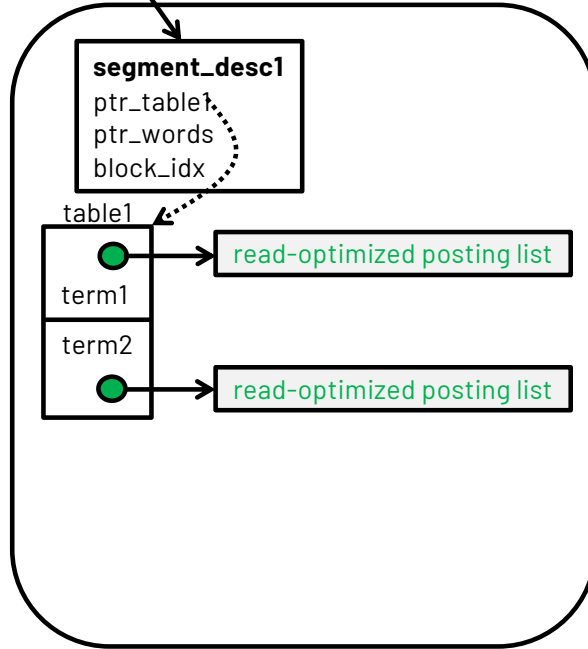 segment_desc1
ptr_table1
ptr_words
block_idx
table1
read-optimized posting list
term1
term2
read-optimized posting list